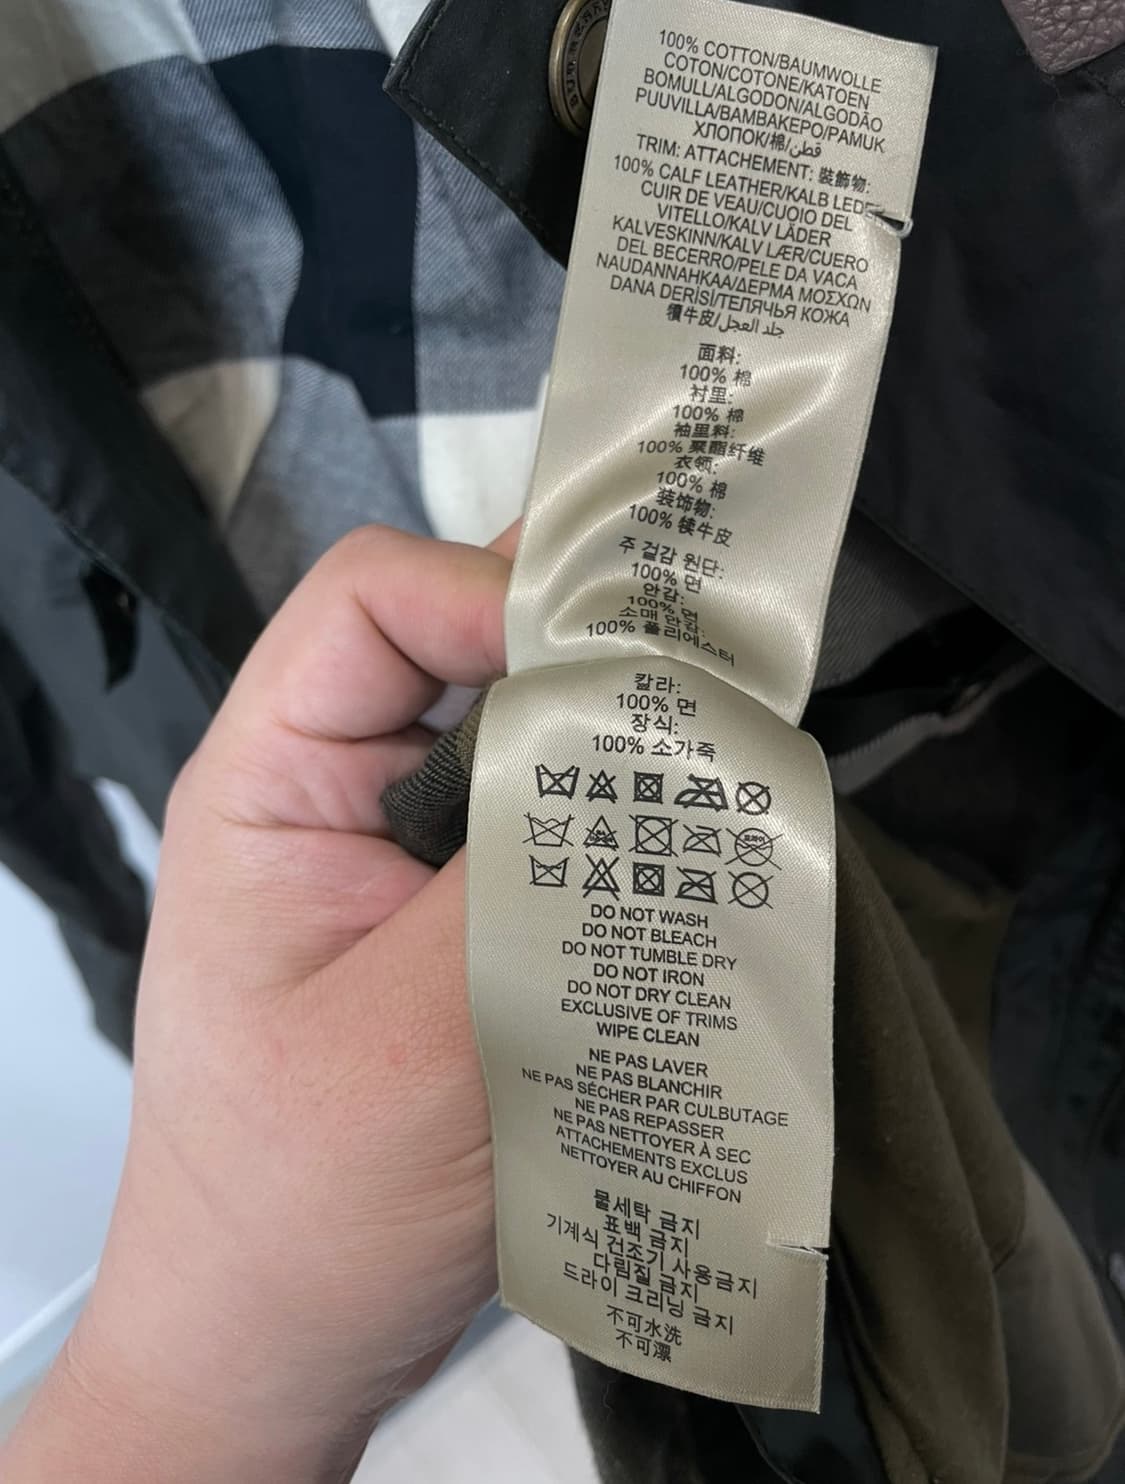 100% COTTON/BAUMWOLLE
COTON/COTONE/KATOEN
BOMULL/ALGODON/ALGODÃO
PUUVILLA/BAMBAKEPO/PAMUK
ХЛОПОК/棉/قطن
TRIM: ATTACHEMENT: 裝飾物:
100% CALF LEATHER/KALB LEDE
CUIR DE VEAU/CUOIO DEL
VITELLO/KALV LÄDER
KALVESKINN/KALV LÆR/CUERO
DEL BECERRO/PELE DA VACA
NAUDANNAHKAA/ΔΕΡΜΑ ΜΟΣΧΩΝ
DANA DERİSİ/ТЕЛЯЧЬЯ КОЖА
犢牛皮/جلد العجل
面料:
100% 棉
衬里:
100% 棉
袖里料:
100% 聚酯纤维
衣领:
100% 棉
装饰物:
100% 犊牛皮
주 겉감 원단:
100% 면
안감:
100% 면
소매 안감:
100% 폴리에스터
칼라:
100% 면
장식:
100% 소가죽
DO NOT WASH
DO NOT BLEACH
DO NOT TUMBLE DRY
DO NOT IRON
DO NOT DRY CLEAN
EXCLUSIVE OF TRIMS
WIPE CLEAN
NE PAS LAVER
NE PAS BLANCHIR
NE PAS SÉCHER PAR CULBUTAGE
NE PAS REPASSER
NE PAS NETTOYER À SEC
ATTACHEMENTS EXCLUS
NETTOYER AU CHIFFON
물세탁 금지
표백 금지
기계식 건조기 사용금지
다림질 금지
드라이 크리닝 금지
不可水洗
不可漂